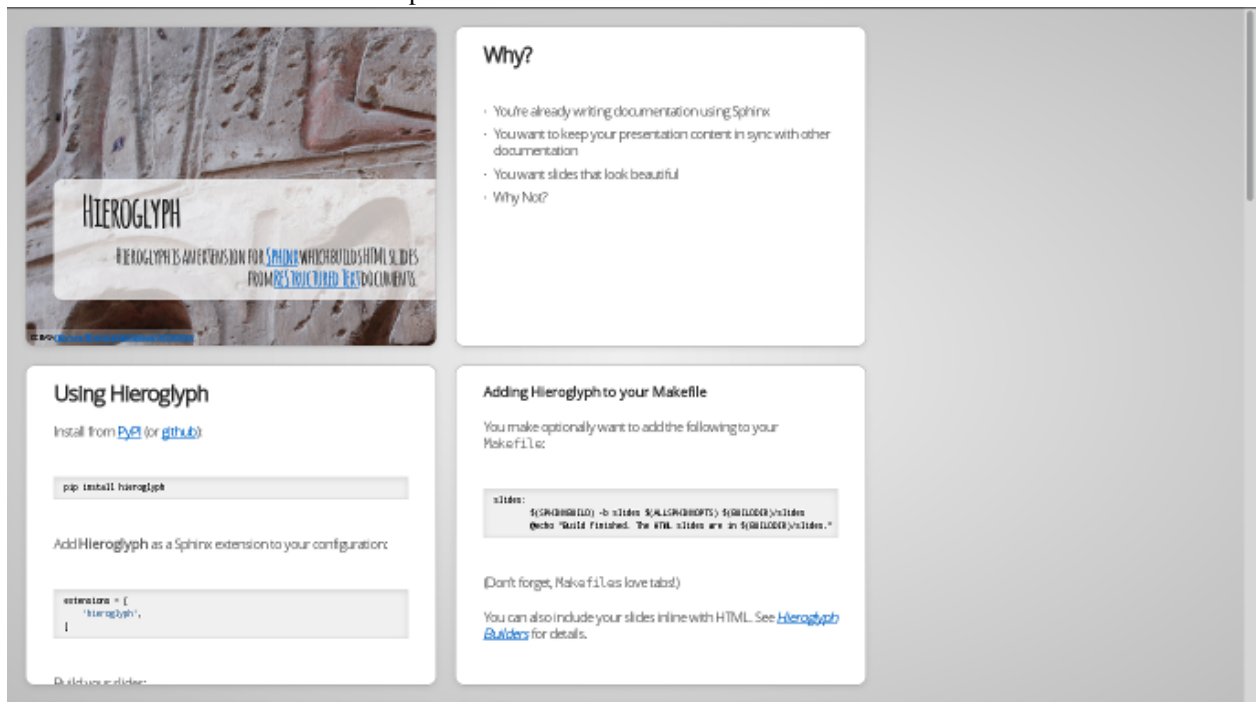 HIEROGLYPH
HIEROGLYPH IS AN EXTENSION FOR SPHINX WHICH BUILDS HTML SLIDES
FROM RESTRUCTURED TEXT DOCUMENTS.
Why?
· You're already writing documentation using Sphinx
· You want to keep your presentation content in sync with other
documentation
· You want slides that look beautiful
· Why Not?
Using Hieroglyph
Install from PyPI (or github):
pip install hieroglyph
Add Hieroglyph as a Sphinx extension to your configuration:
extensions = [
'hieroglyph',
]
Build your slides:
Adding Hieroglyph to your Makefile
You make optionally want to add the following to your
Makefile:
slides:
$(SPHINXBUILD) -b slides $(ALLSPHINXOPTS) $(BUILDDIR)/slides
@echo "Build finished. The HTML slides are in $(BUILDDIR)/slides."
(Don't forget, Makefiles love tabs!)
You can also include your slides inline with HTML. See Hieroglyph
Builders for details.